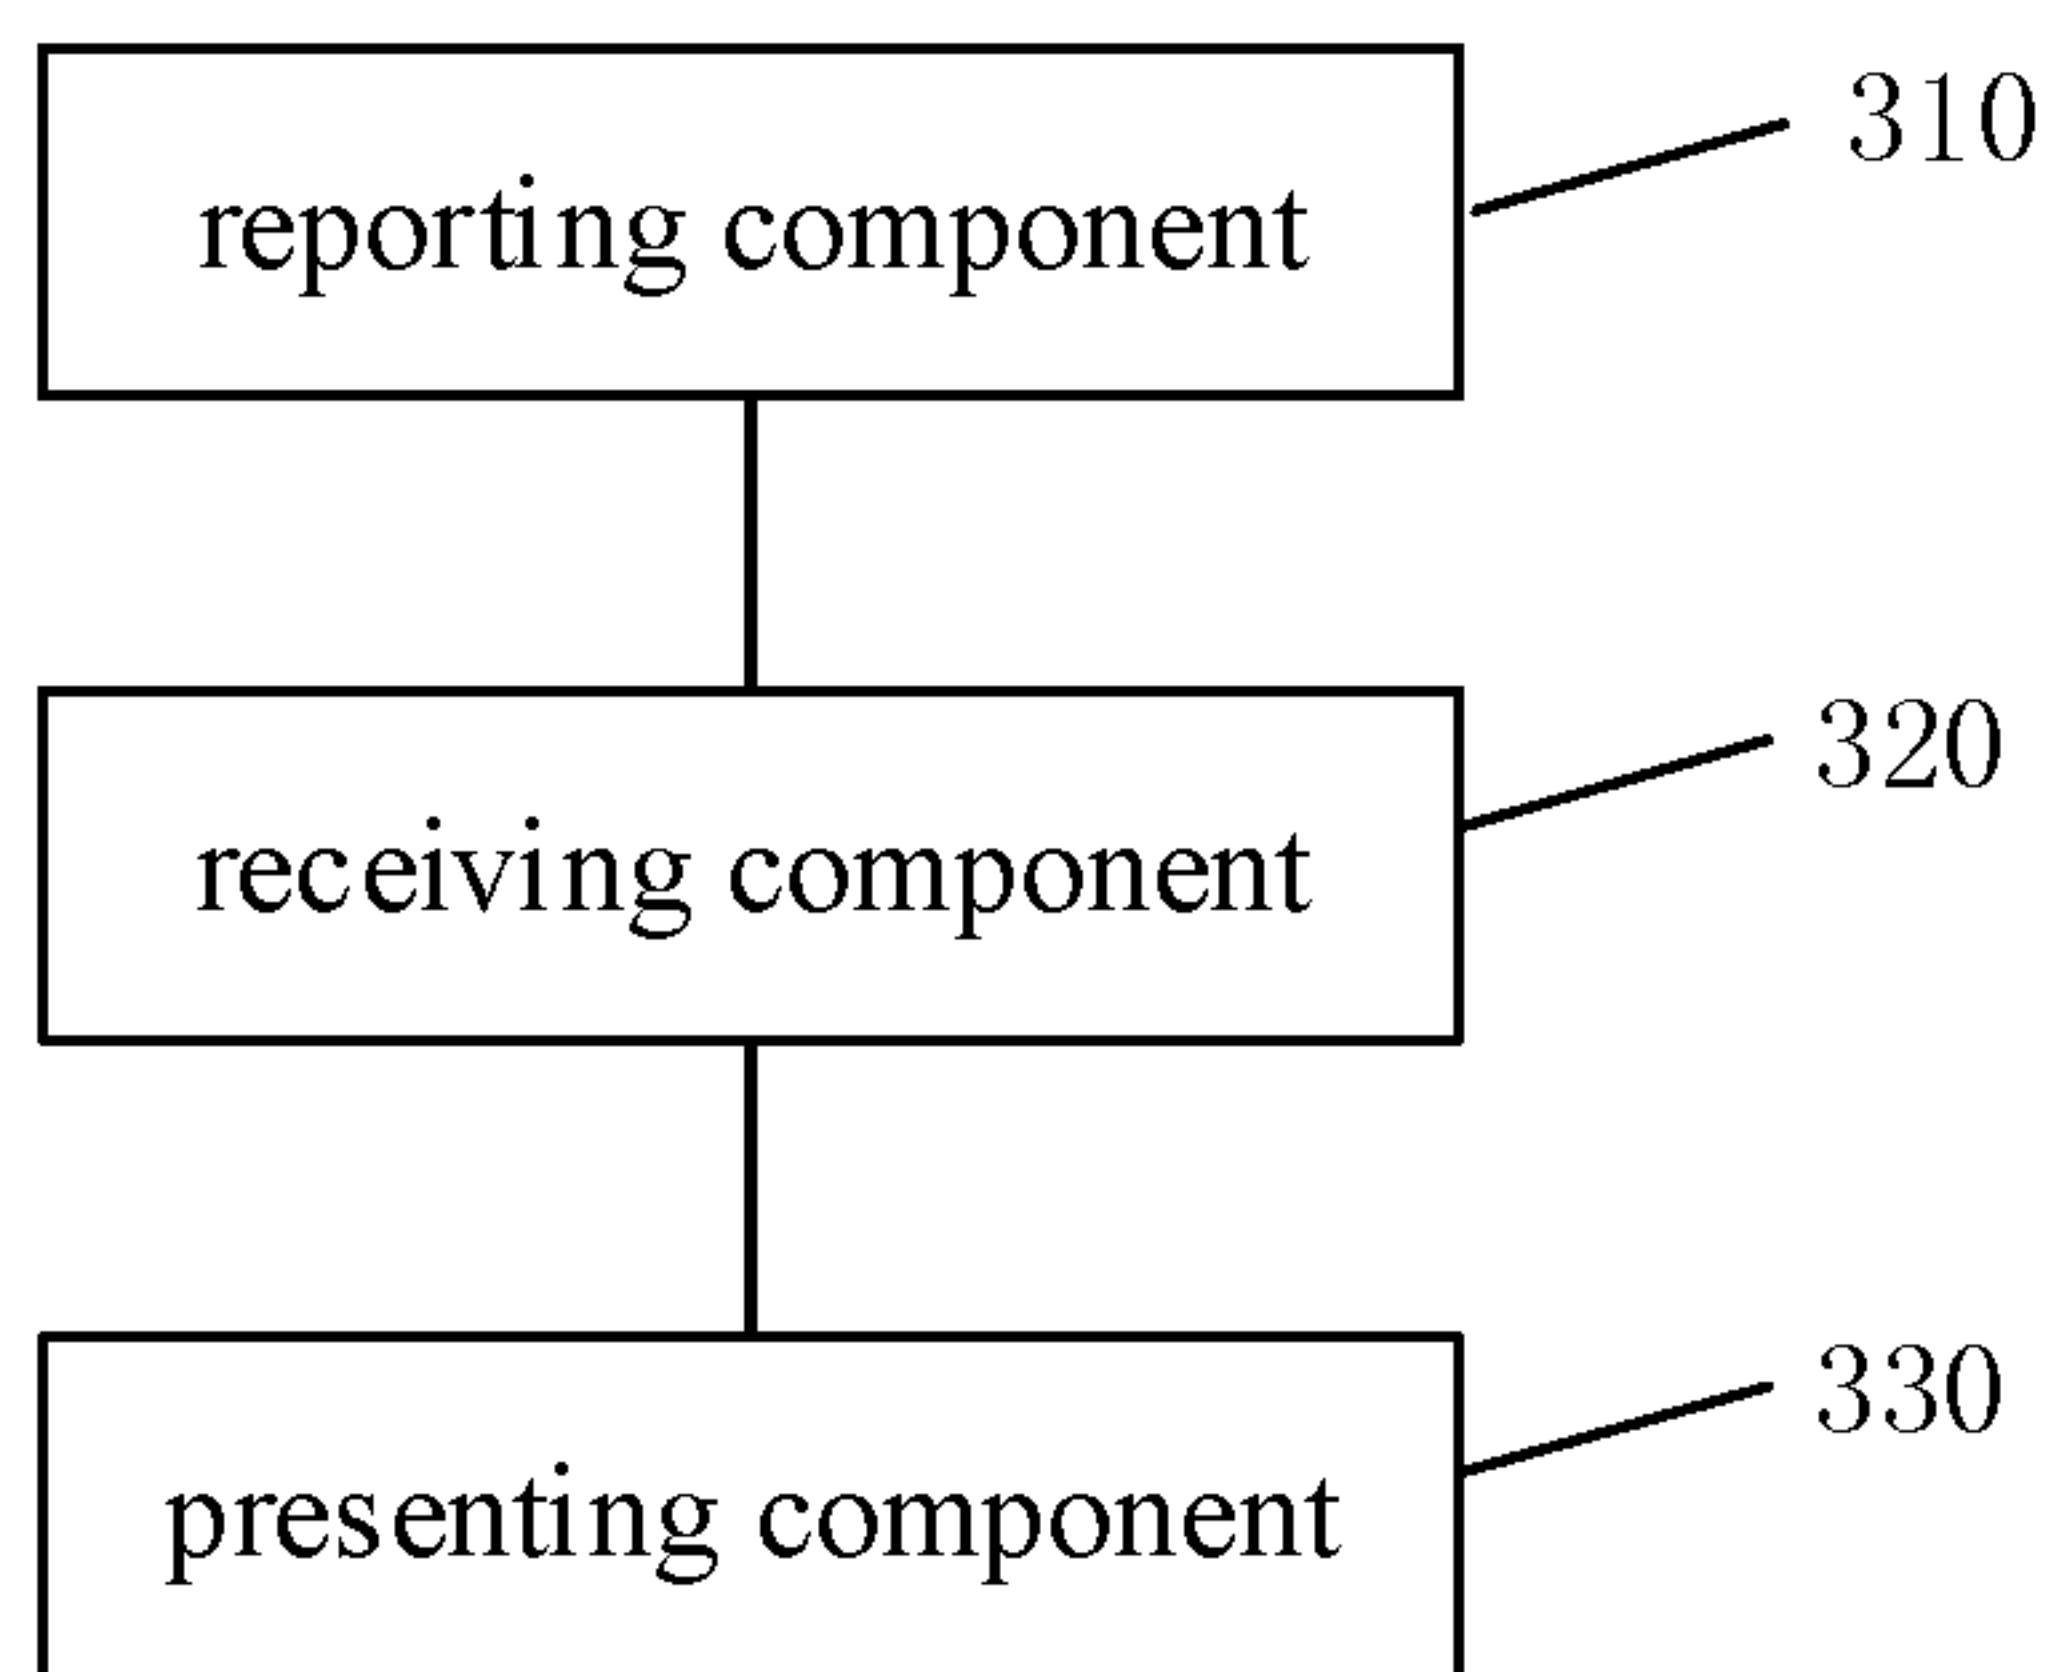 310
reporting component
320
receiving component
330
presenting component